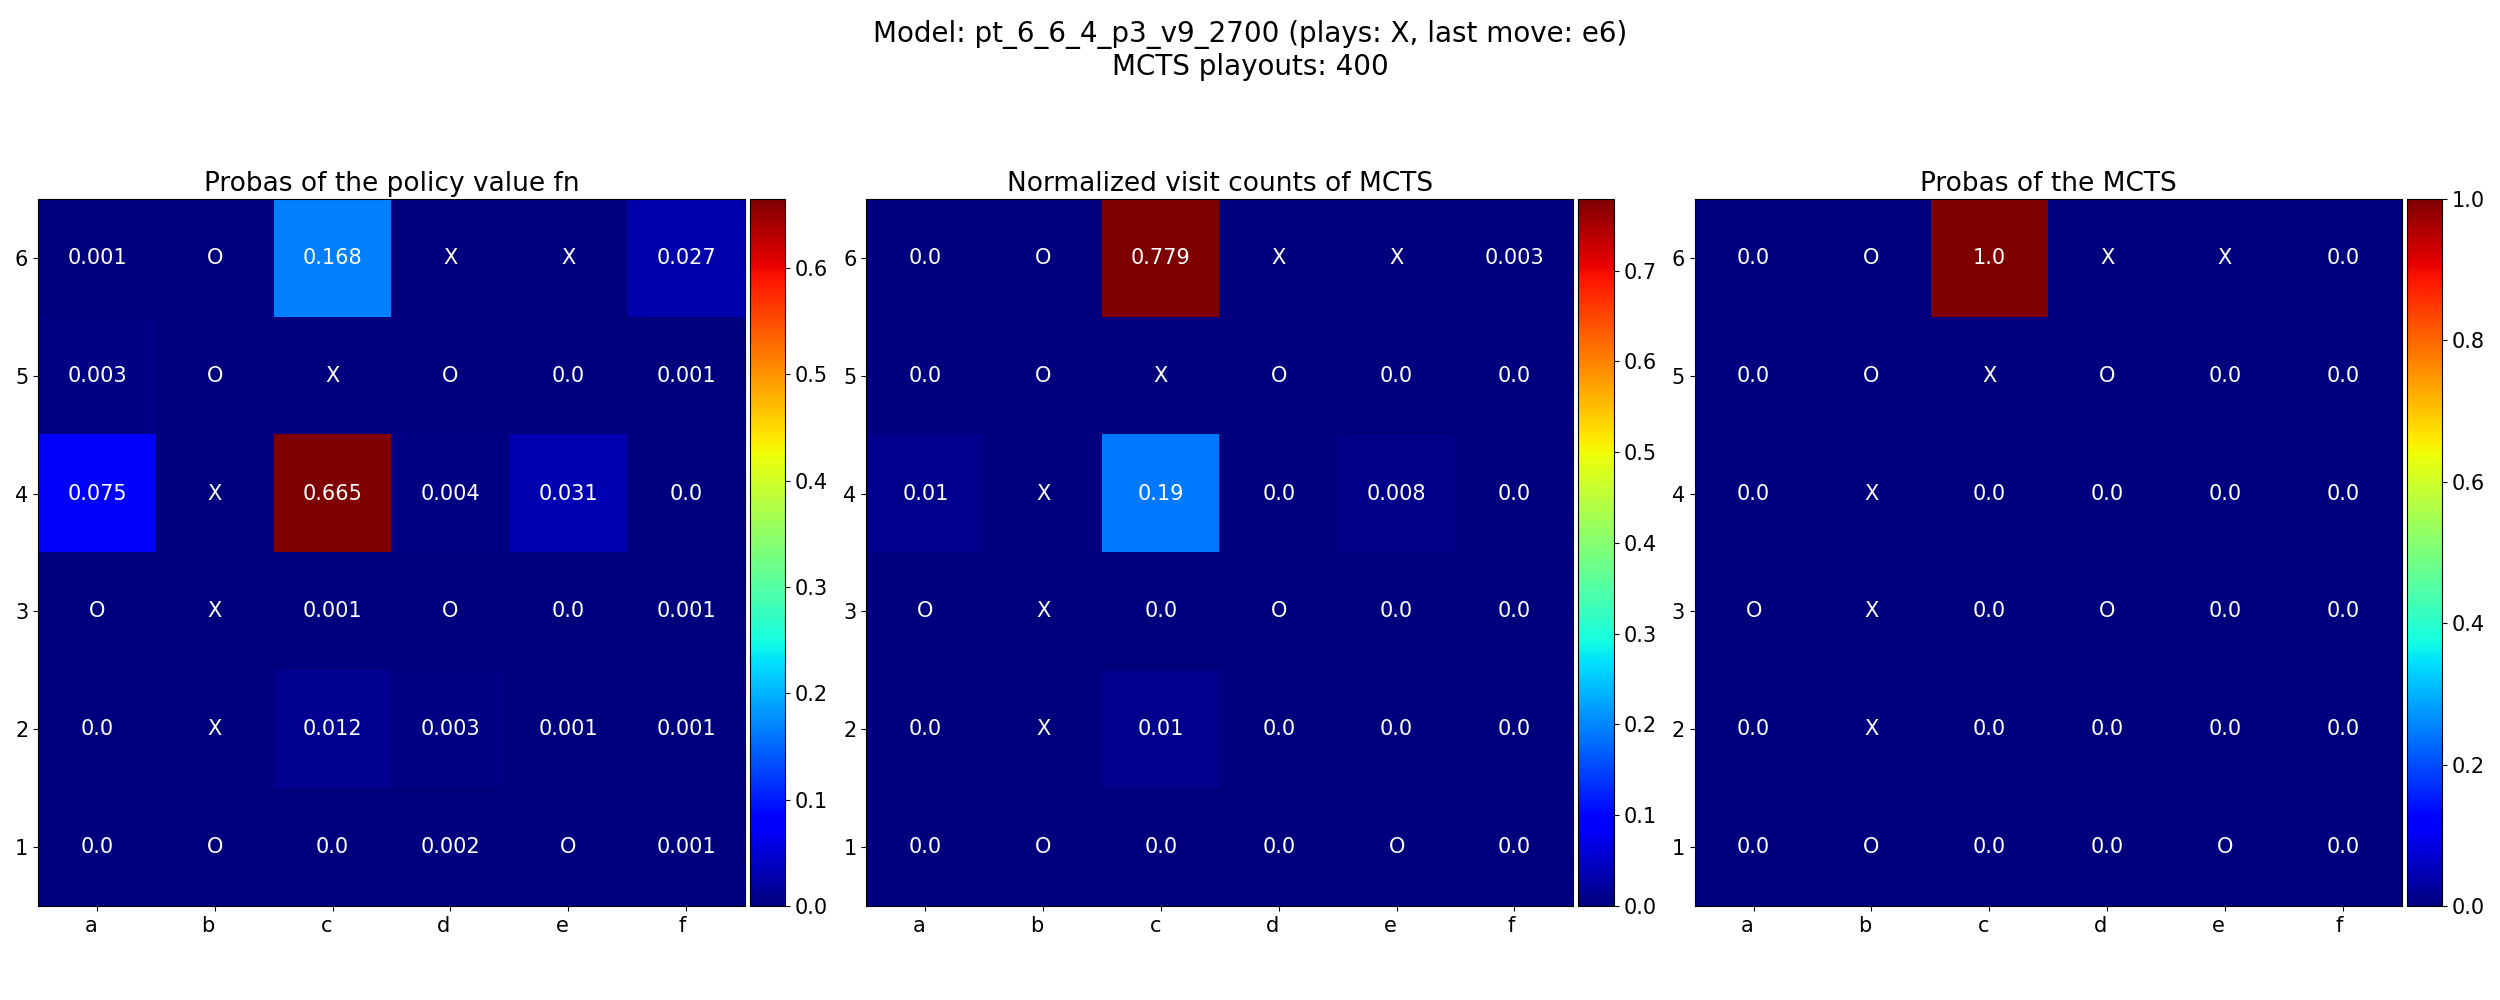 Model: pt_6_6_4_p3_v9_2700 (plays: X, last move: e6)
MCTS playouts: 400
Probas of the policy value fn
6 0.001 O 0.168 X X 0.027
5 0.003 O X O 0.0 0.001
4 0.075 X 0.665 0.004 0.031 0.0
3 O X 0.001 O 0.0 0.001
2 0.0 X 0.012 0.003 0.001 0.001
1 0.0 O 0.0 0.002 O 0.001
a b c d e f
0.6
0.5
0.4
0.3
0.2
0.1
0.0
Normalized visit counts of MCTS
6 0.0 O 0.779 X X 0.003
5 0.0 O X O 0.0 0.0
4 0.01 X 0.19 0.0 0.008 0.0
3 O X 0.0 O 0.0 0.0
2 0.0 X 0.01 0.0 0.0 0.0
1 0.0 O 0.0 0.0 O 0.0
a b c d e f
0.7
0.6
0.5
0.4
0.3
0.2
0.1
0.0
Probas of the MCTS
6 0.0 O 1.0 X X 0.0
5 0.0 O X O 0.0 0.0
4 0.0 X 0.0 0.0 0.0 0.0
3 O X 0.0 O 0.0 0.0
2 0.0 X 0.0 0.0 0.0 0.0
1 0.0 O 0.0 0.0 O 0.0
a b c d e f
1.0
0.8
0.6
0.4
0.2
0.0